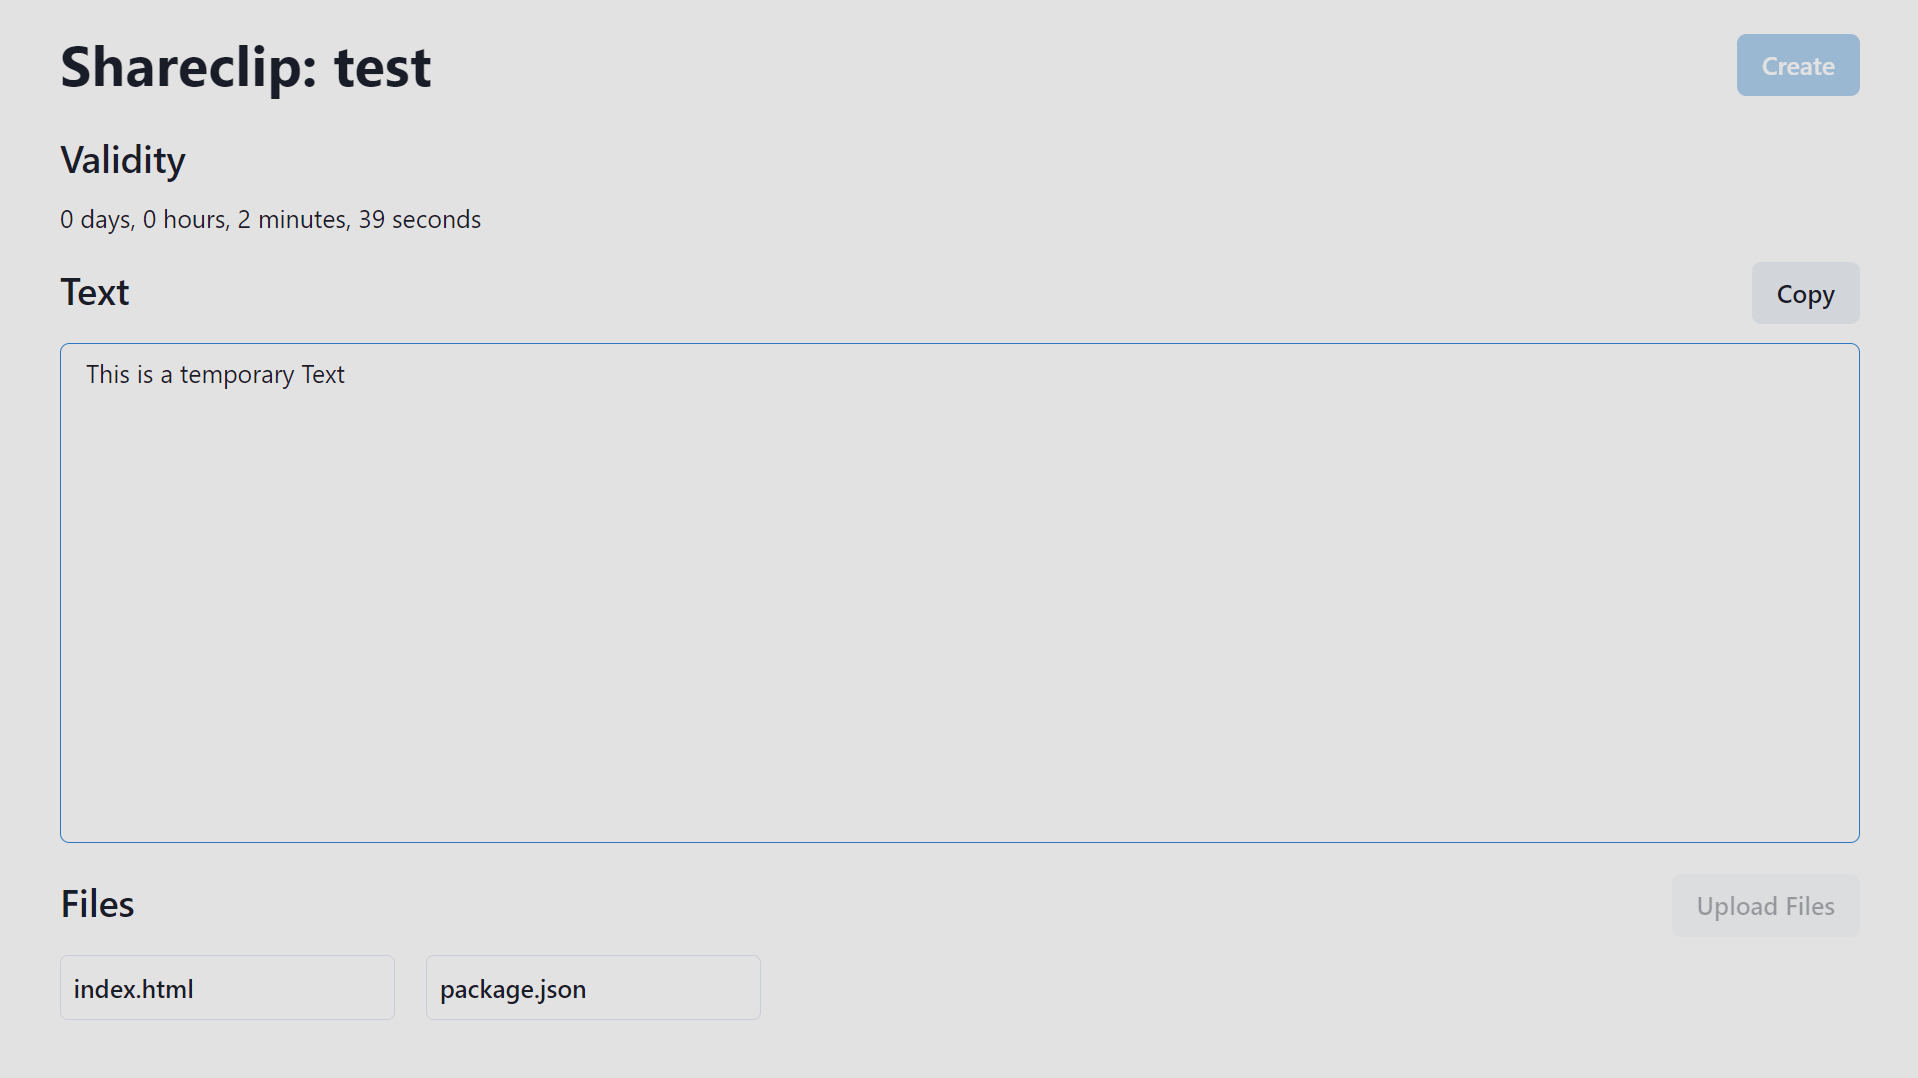 Shareclip: test
Create
Validity
0 days, 0 hours, 2 minutes, 39 seconds
Text
Copy
This is a temporary Text
Files
Upload Files
index.html
package.json